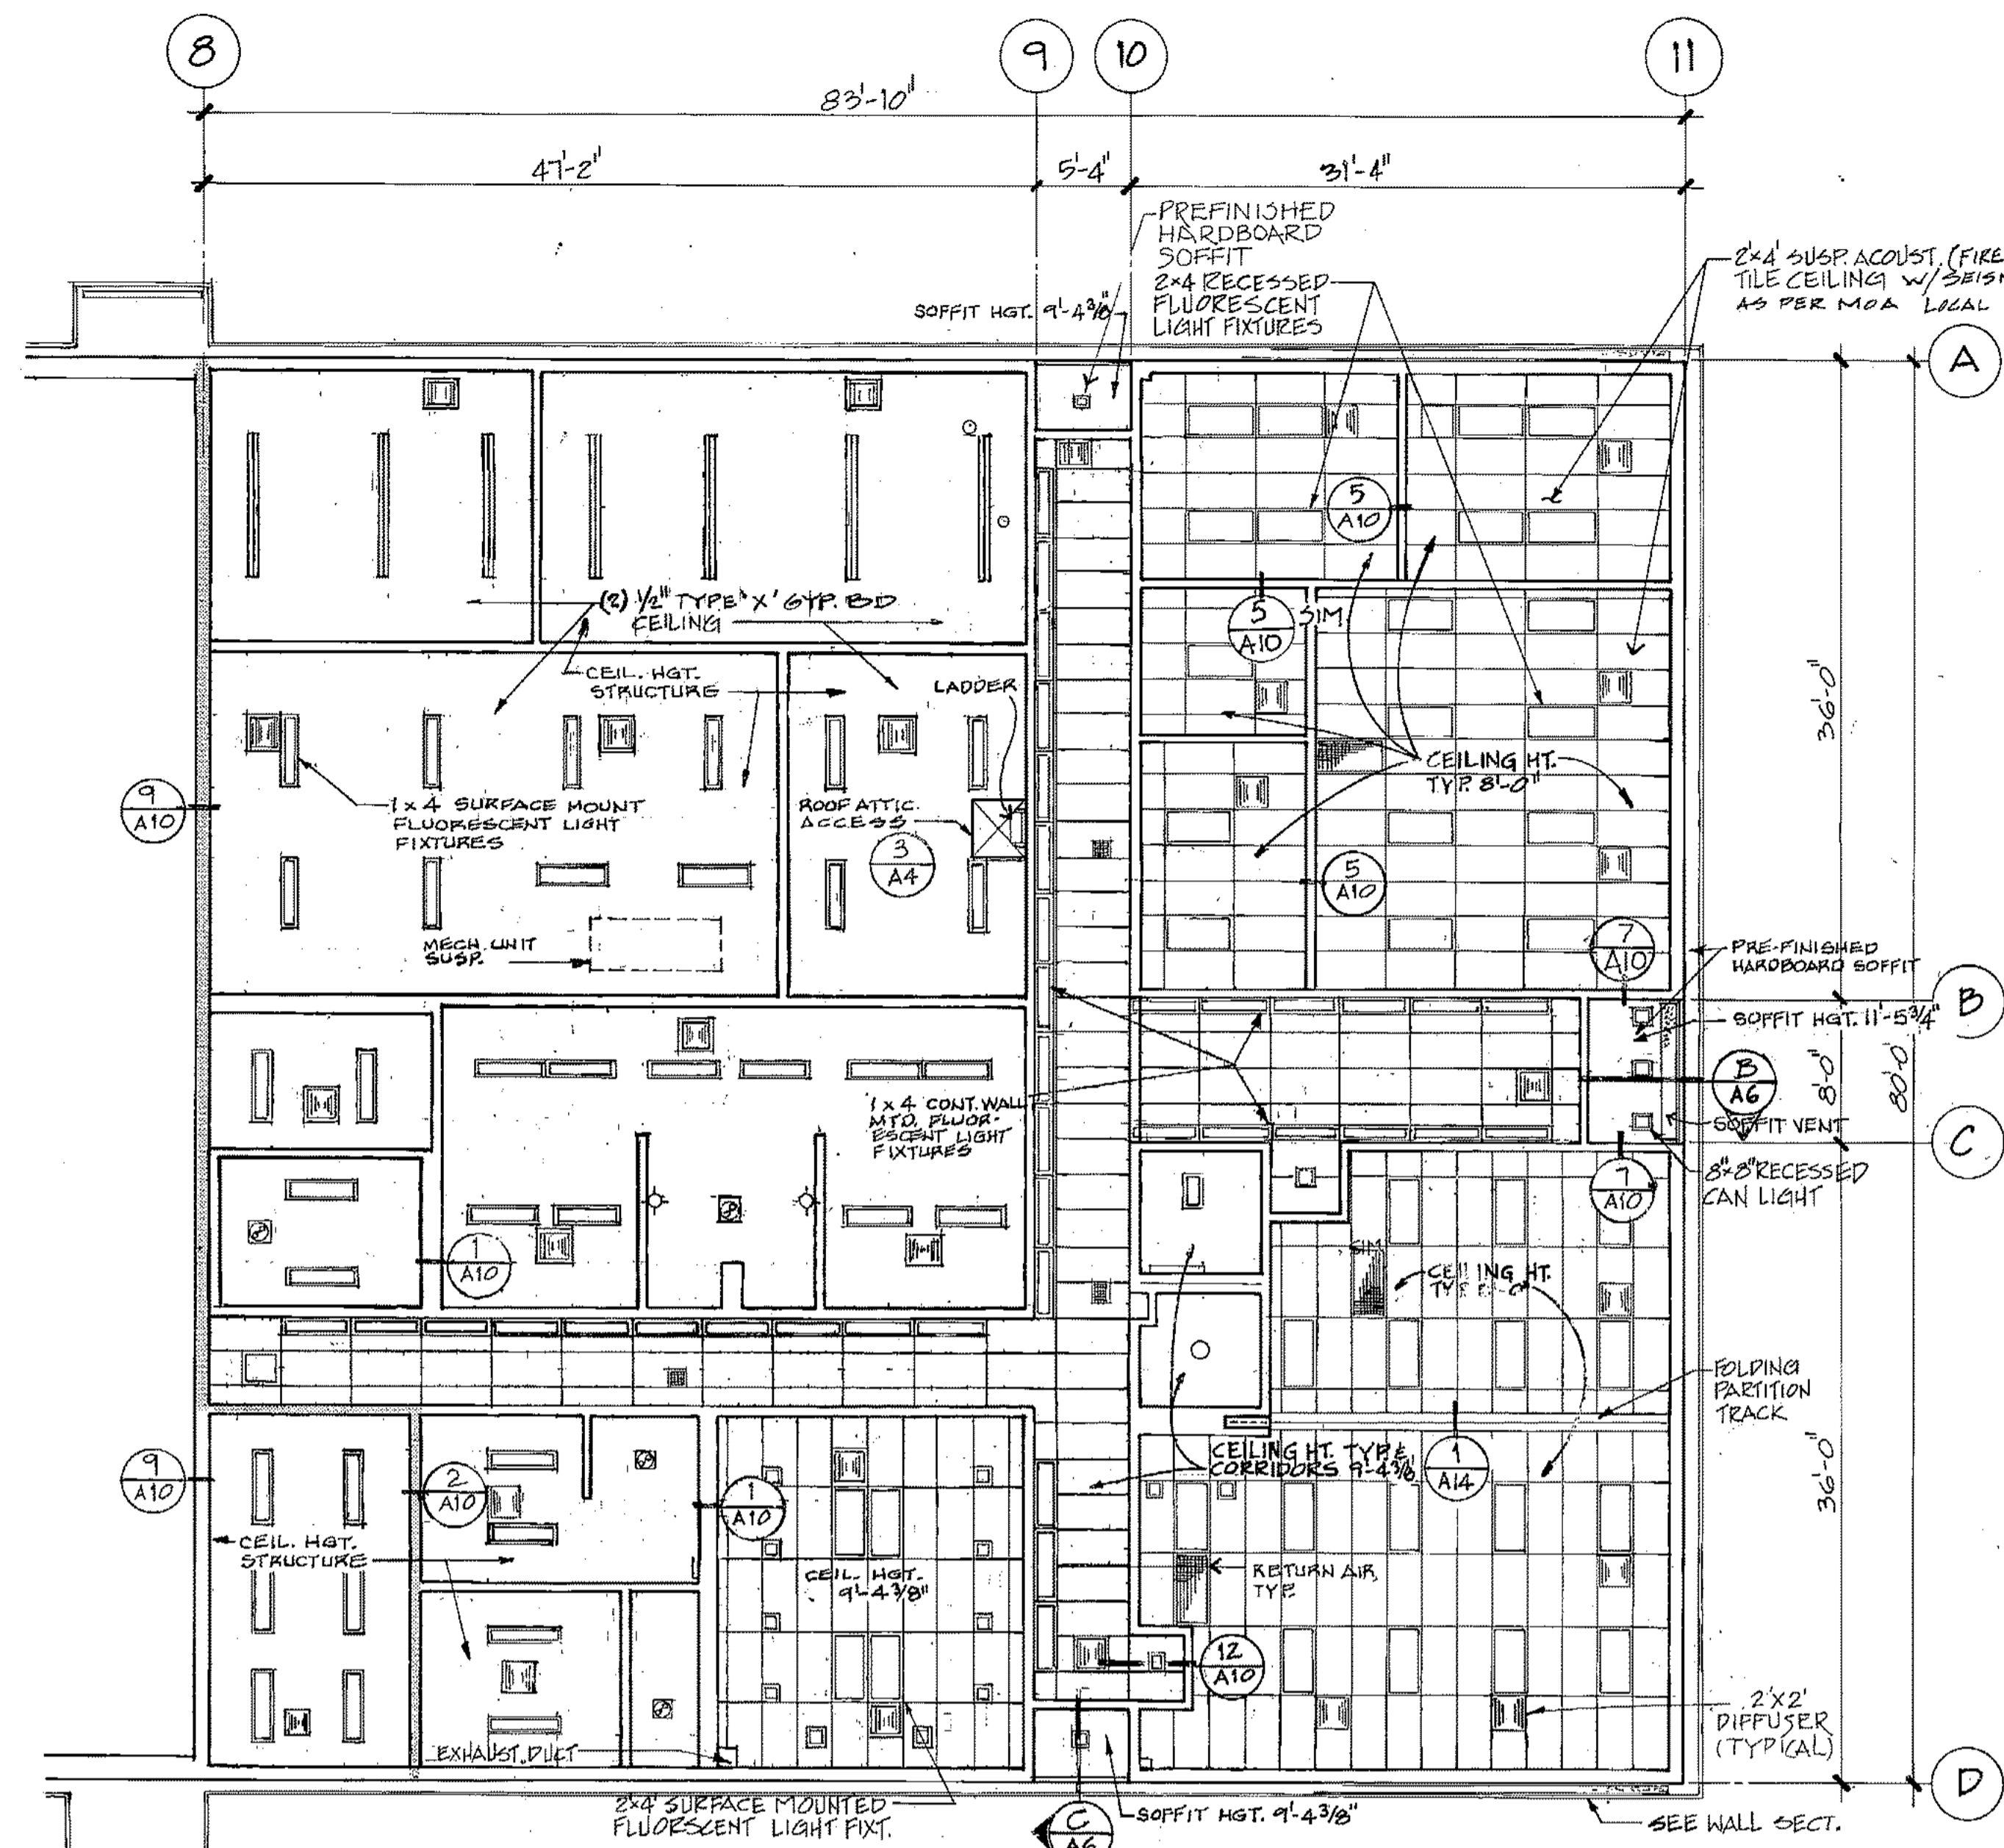 8
9
10
11
83'-10"
47'-2"
5'-4"
31'-4"
PREFINISHED
HARDBOARD
SOFFIT
2x4 RECESSED
FLUORESCENT
LIGHT FIXTURES
SOFFIT HGT. 9'-4 3/8"
2'x4' SUSP. ACOUST. (FIRE
TILE CEILING W/
AS PER MOA LOCAL
A
5
A10
(2) 1/2" TYPE 'X' GYP. BD
CEILING
5
A10
SIM
CEIL. HGT.
STRUCTURE
LADDER
36'-0"
CEILING HT.
TYP. 8'-0"
9
A10
1x4 SURFACE MOUNT
FLUORESCENT LIGHT
FIXTURES
ROOF ATTIC
ACCESS
3
A4
5
A10
MECH. UNIT
SUSP.
7
A10
PRE-FINISHED
HARDBOARD SOFFIT
B
SOFFIT HGT. 11'-5 3/4"
B
A6
8'-0"
80'-0"
1x4 CONT. WALL
MTD. FLUOR-
ESCENT LIGHT
FIXTURES
SOFFIT VENT
C
7
A10
8"x8" RECESSED
CAN LIGHT
1
A10
SIM
CEILING HT.
FOLDING
PARTITION
TRACK
CEILING HT. TYP. &
CORRIDORS 9'-4 3/8"
1
A14
36'-0"
9
A10
2
A10
1
A10
CEIL. HGT.
STRUCTURE
CEIL. HGT.
9'-4 3/8"
RETURN AIR
TYP.
12
A10
2'X2'
DIFFUSER
(TYPICAL)
EXHAUST DUCT
D
2x4' SURFACE MOUNTED
FLUORSCENT LIGHT FIXT.
C
A6
SOFFIT HGT. 9'-4 3/8"
SEE WALL SECT.